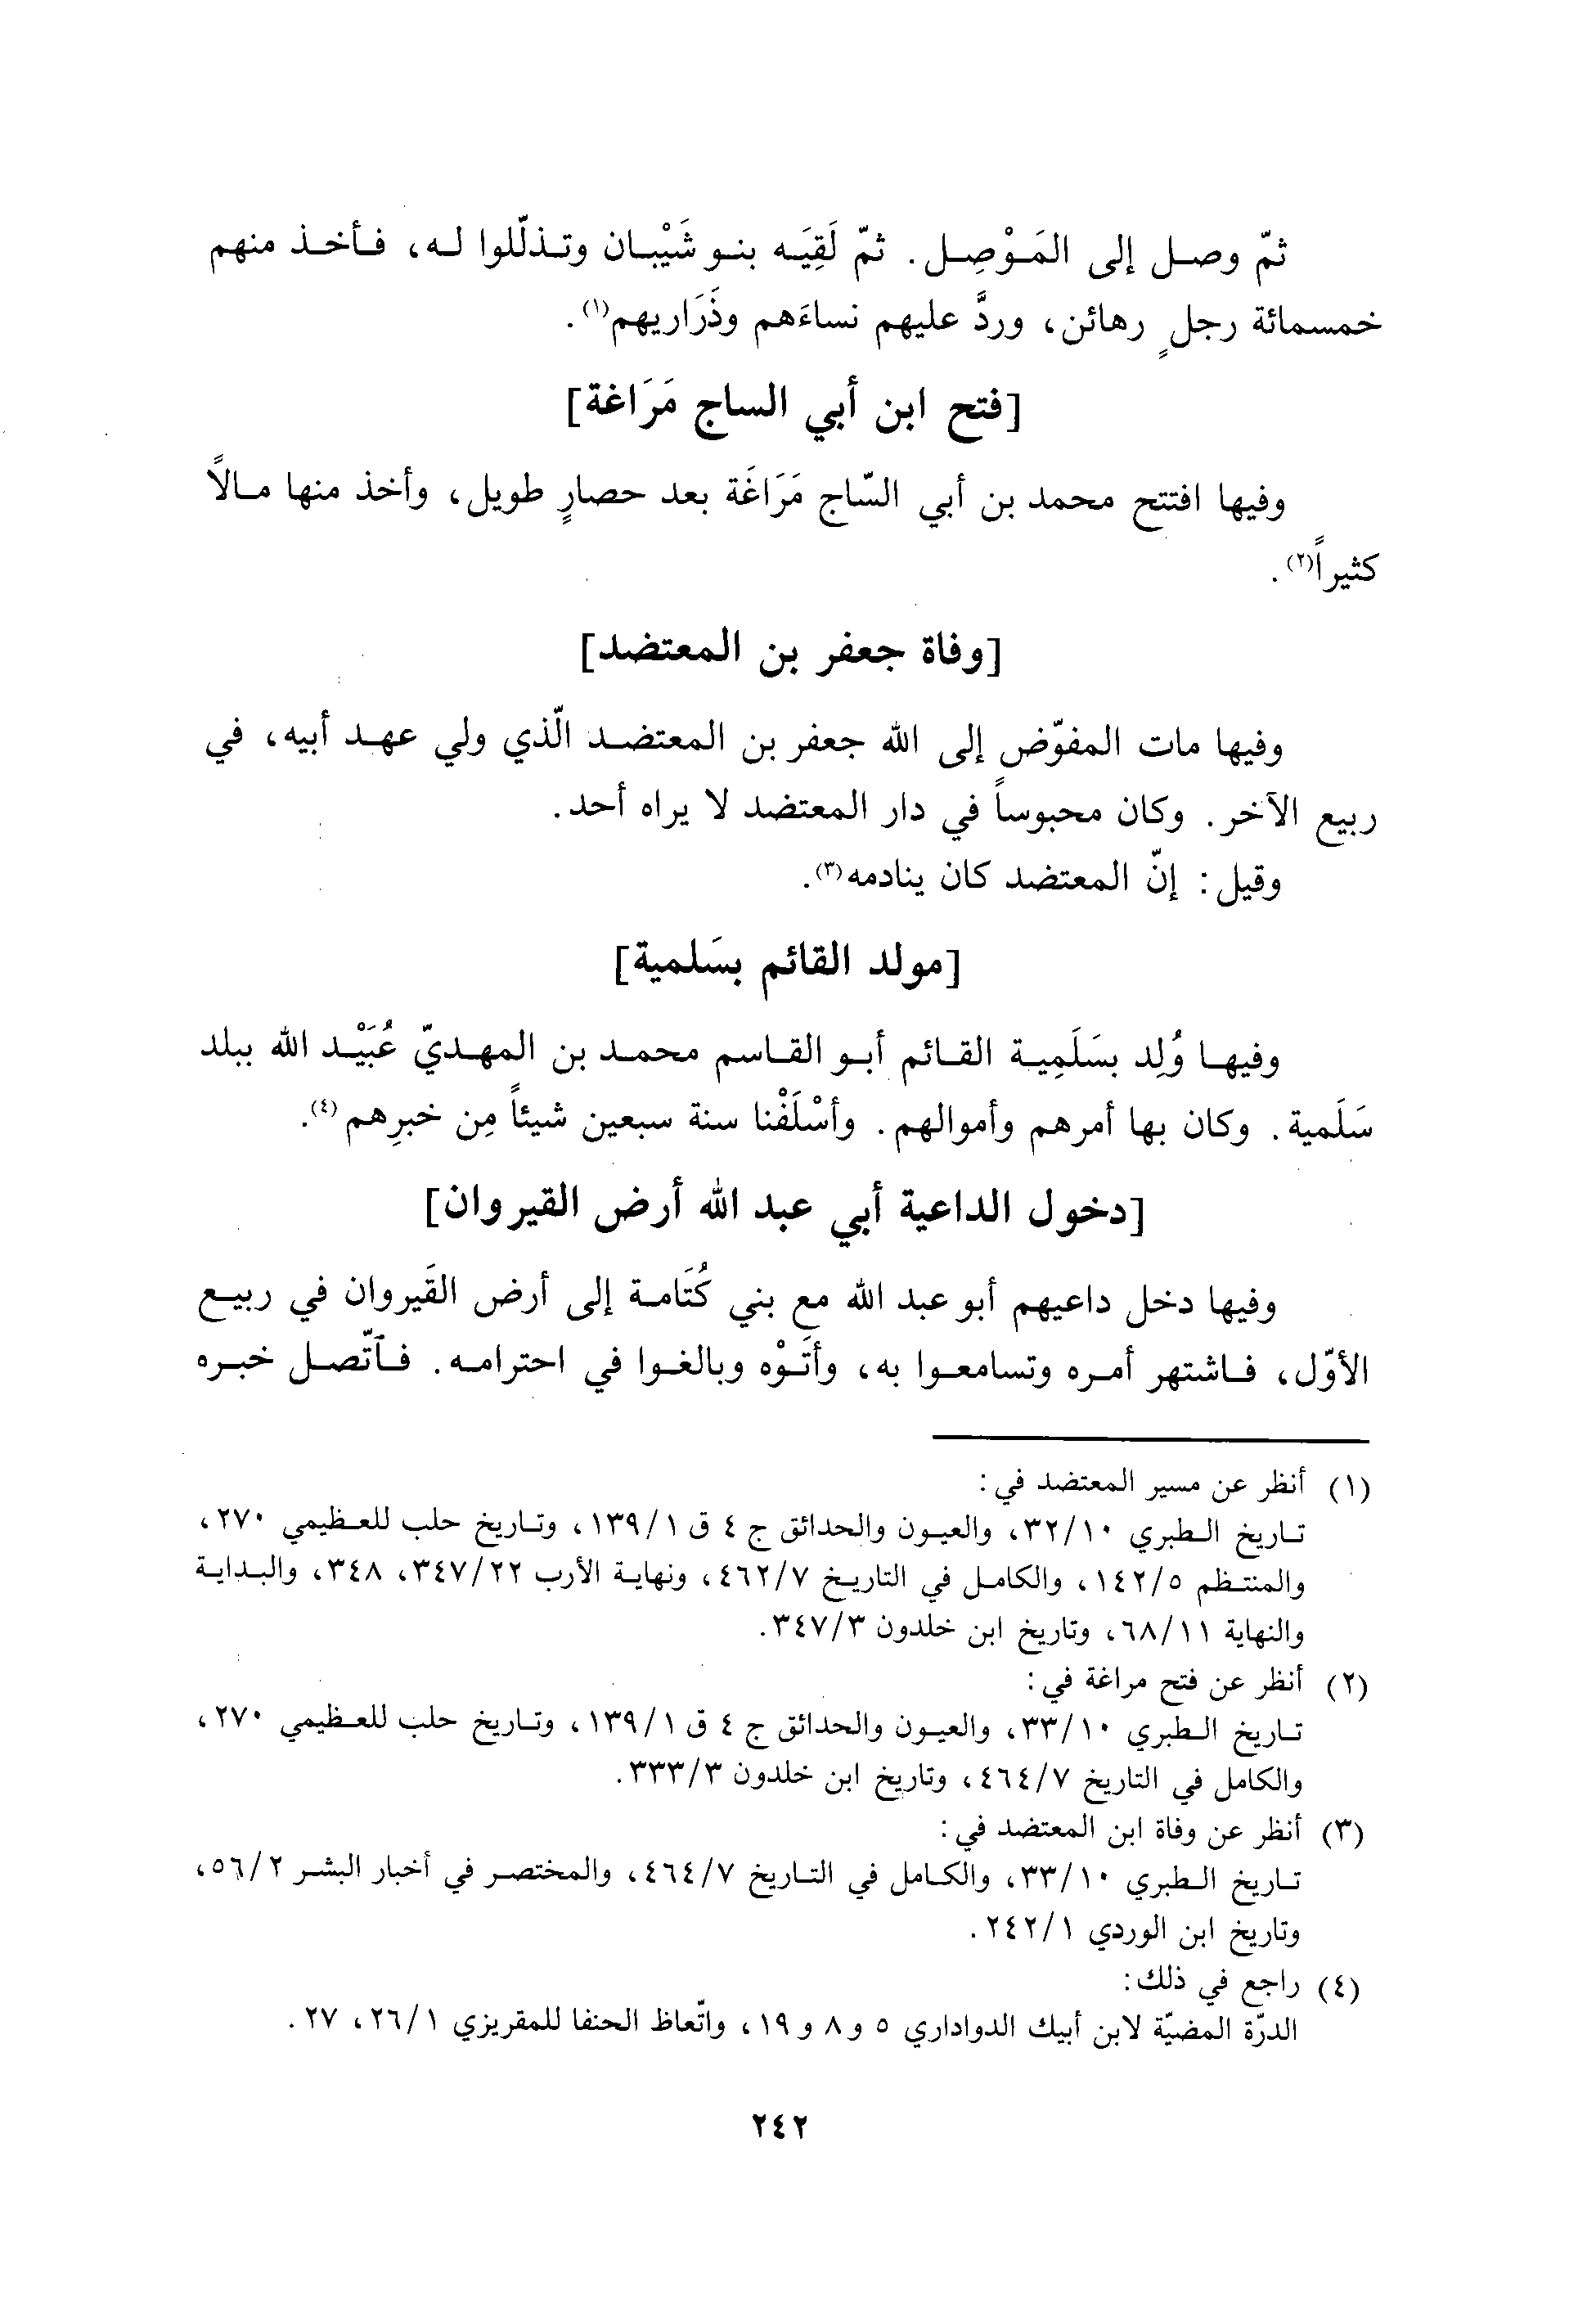 ثمّ وصل إلى المَوْصِل. ثمّ لَقِيَه بنو شَيْبان وتذلّلوا له، فأخذ منهم
خمسمائة رجلٍ رهائن، وردَّ عليهم نساءَهم وذَرَاريهم(١).
[فتح ابن أبي الساج مَرَاغة]
وفيها افتتح محمد بن أبي السّاج مَرَاغَة بعد حصارٍ طويل، وأخذ منها مالاً
كثيراً(٢).
[وفاة جعفر بن المعتضد]
وفيها مات المفوّض إلى الله جعفر بن المعتضد الّذي ولي عهد أبيه، في
ربيع الآخر. وكان محبوساً في دار المعتضد لا يراه أحد.
وقيل: إنّ المعتضد كان ينادمه(٣).
[مولد القائم بسَلمية]
وفيها وُلِد بسَلَمِية القائم أبو القاسم محمد بن المهديّ عُبَيْد الله ببلد
سَلَمية. وكان بها أمرهم وأموالهم. وأسْلَفْنا سنة سبعين شيئاً مِن خبرِهم(٤).
[دخول الداعية أبي عبد الله أرض القيروان]
وفيها دخل داعيهم أبو عبد الله مع بني كُتَامة إلى أرض القَيروان في ربيع
الأوّل، فاشتهر أمره وتسامعوا به، وأتَوْه وبالغوا في احترامه. فٱتّصل خبره
(١) أنظر عن مسير المعتضد في:
تاريخ الطبري ٣٢/١٠، والعيون والحدائق ج ٤ ق ١٣٩/١، وتاريخ حلب للعظيمي ٢٧٠،
والمنتظم ١٤٢/٥، والكامل في التاريخ ٤٦٢/٧، ونهاية الأرب ٣٤٧/٢٢، ٣٤٨، والبداية
والنهاية ٦٨/١١، وتاريخ ابن خلدون ٣٤٧/٣.
(٢) أنظر عن فتح مراغة في:
تاريخ الطبري ٣٣/١٠، والعيون والحدائق ج ٤ ق ١٣٩/١، وتاريخ حلب للعظيمي ٢٧٠،
والكامل في التاريخ ٤٦٤/٧، وتاريخ ابن خلدون ٣٣٣/٣.
(٣) أنظر عن وفاة ابن المعتضد في:
تاريخ الطبري ٣٣/١٠، والكامل في التاريخ ٤٦٤/٧، والمختصر في أخبار البشر ٥٦/٢،
وتاريخ ابن الوردي ٢٤٢/١.
(٤) راجع في ذلك:
الدرّة المضيّة لابن أيبك الدواداري ٥ و٨ و١٩، واتّعاظ الحنفا للمقريزي ٢٦/١، ٢٧.
٢٤٢